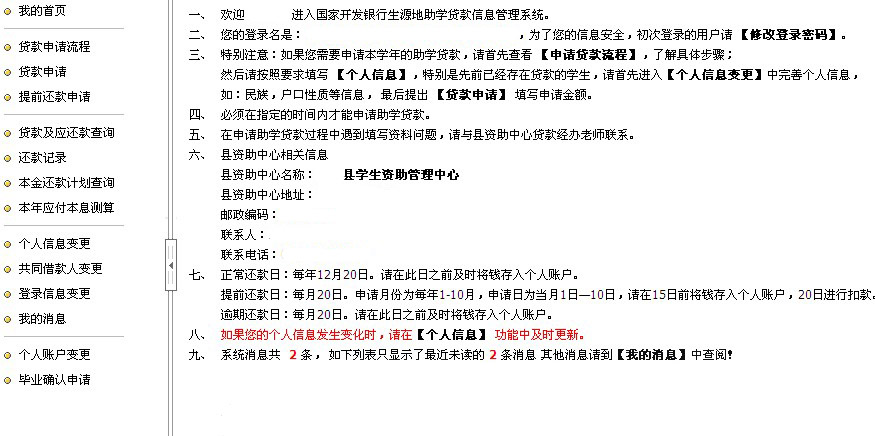 我的首页
贷款申请流程
贷款申请
提前还款申请
贷款及应还款查询
还款记录
本金还款计划查询
本年应付本息测算
个人信息变更
共同借款人变更
登录信息变更
我的消息
个人账户变更
毕业确认申请
一、 欢迎 进入国家开发银行生源地助学贷款信息管理系统。
二、 您的登录名是： ，为了您的信息安全，初次登录的用户请 【修改登录密码】。
三、 特别注意：如果您需要申请本学年的助学贷款，请首先查看 【申请贷款流程】，了解具体步骤；
然后请按照要求填写 【个人信息】，特别是先前已经存在贷款的学生，请首先进入【个人信息变更】中完善个人信息，
如：民族，户口性质等信息， 最后提出 【贷款申请】 填写申请金额。
四、 必须在指定的时间内才能申请助学贷款。
五、 在申请助学贷款过程中遇到填写资料问题，请与县资助中心贷款经办老师联系。
六、 县资助中心相关信息
县资助中心名称： 县学生资助管理中心
县资助中心地址：
邮政编码：
联系人：
联系电话：
七、 正常还款日：每年12月20日。请在此日之前及时将钱存入个人账户。
提前还款日：每月20日。申请月份为每年1-10月，申请日为当月1日—10日，请在15日前将钱存入个人账户，20日进行扣款。
逾期还款日：每月20日。请在此日之前及时将钱存入个人账户。
八、 如果您的个人信息发生变化时，请在【个人信息】 功能中及时更新。
九、 系统消息共 2 条， 如下列表只显示了最近未读的 2 条消息 其他消息请到【我的消息】中查阅！